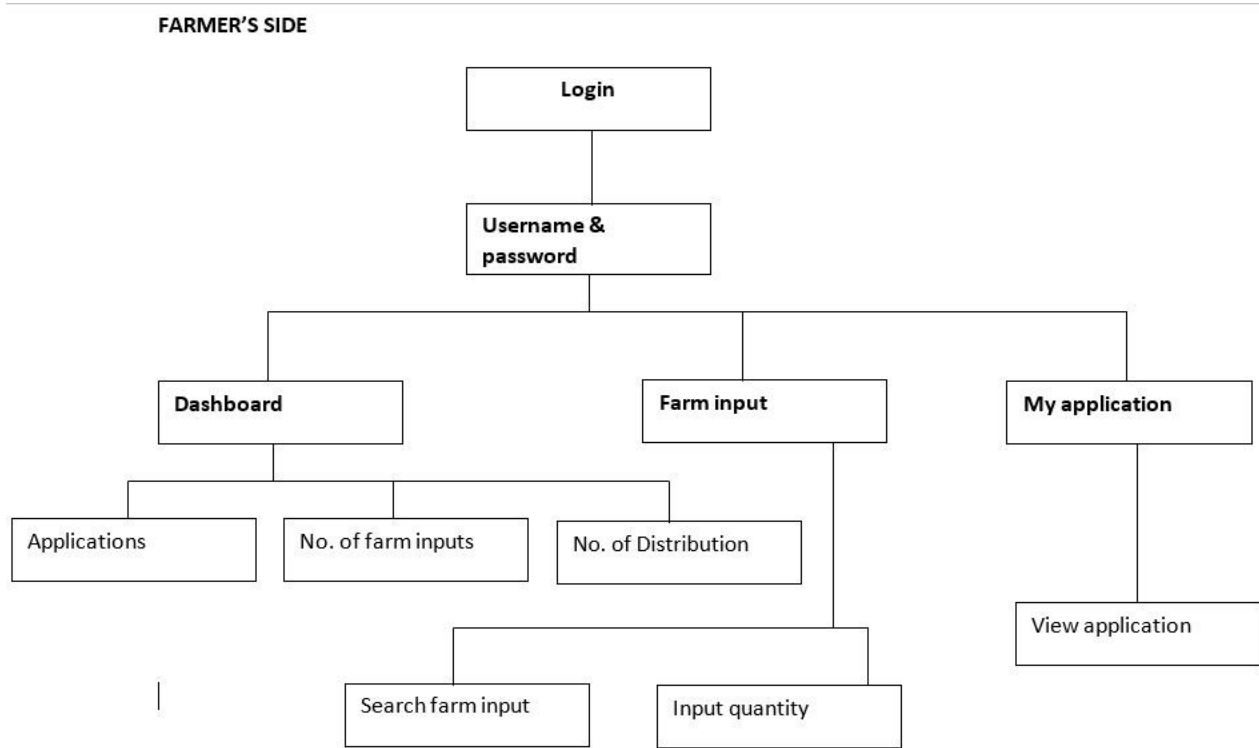 FARMER’S SIDE
Login
Username &
password
Dashboard
Farm input
My application
Applications
No. of farm inputs
No. of Distribution
View application
Search farm input
Input quantity